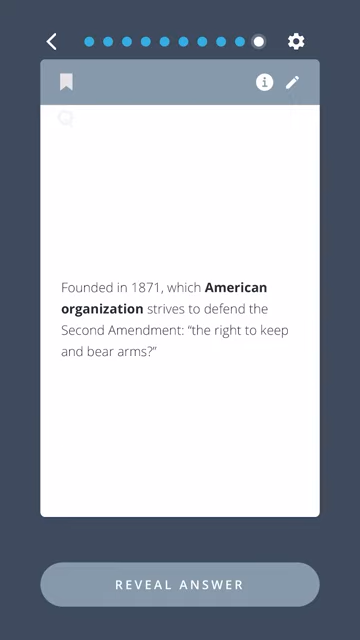 Founded in 1871, which American
organization strives to defend the
Second Amendment: “the right to keep
and bear arms?”
REVEAL ANSWER